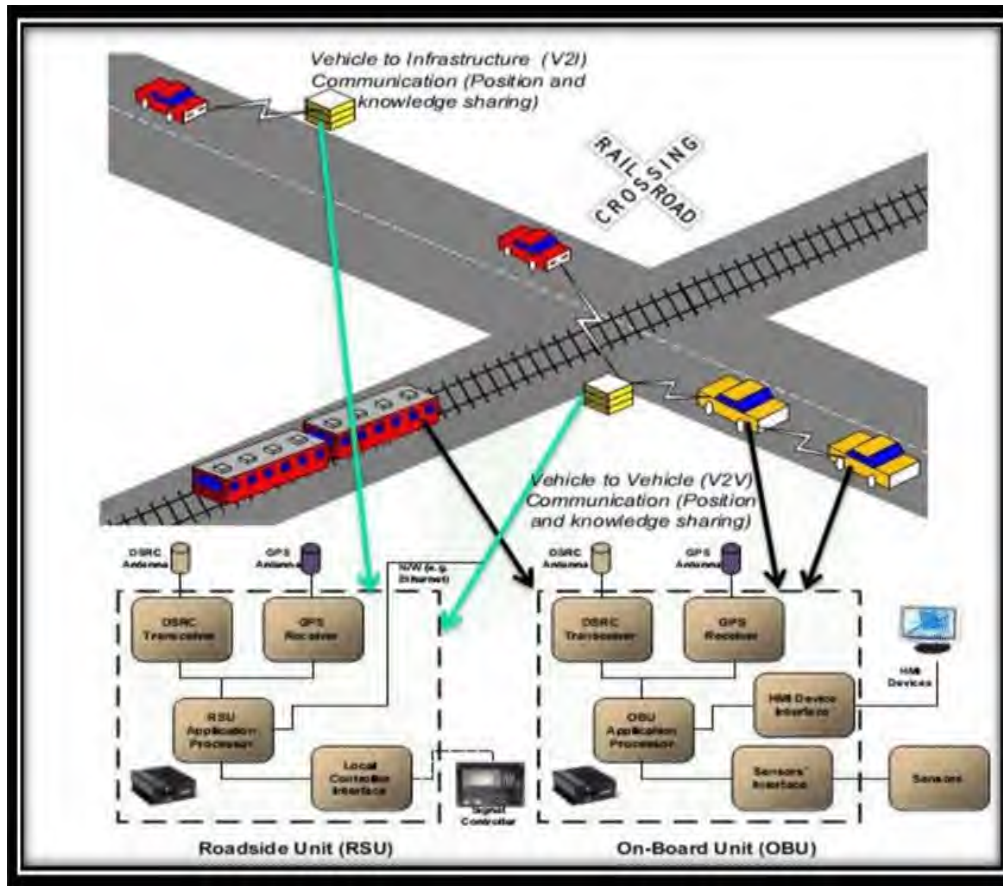 Vehicle to Infrastructure (V2I)
Communication (Position and
knowledge sharing)
RAIL
CROSSING
ROAD
Vehicle to Vehicle (V2V)
Communication (Position
and knowledge sharing)
DSRC
Antenna
GPS
Antenna
N/W (e.g.
Ethernet)
DSRC
Transceiver
GPS
Receiver
RSU
Application
Processor
Local
Controller
Interface
Signal
Controller
Roadside Unit (RSU)
DSRC
Antenna
GPS
Antenna
DSRC
Transceiver
GPS
Receiver
HMI
Devices
HMI Device
Interface
OBU
Application
Processor
Sensors'
Interface
Sensors
On-Board Unit (OBU)